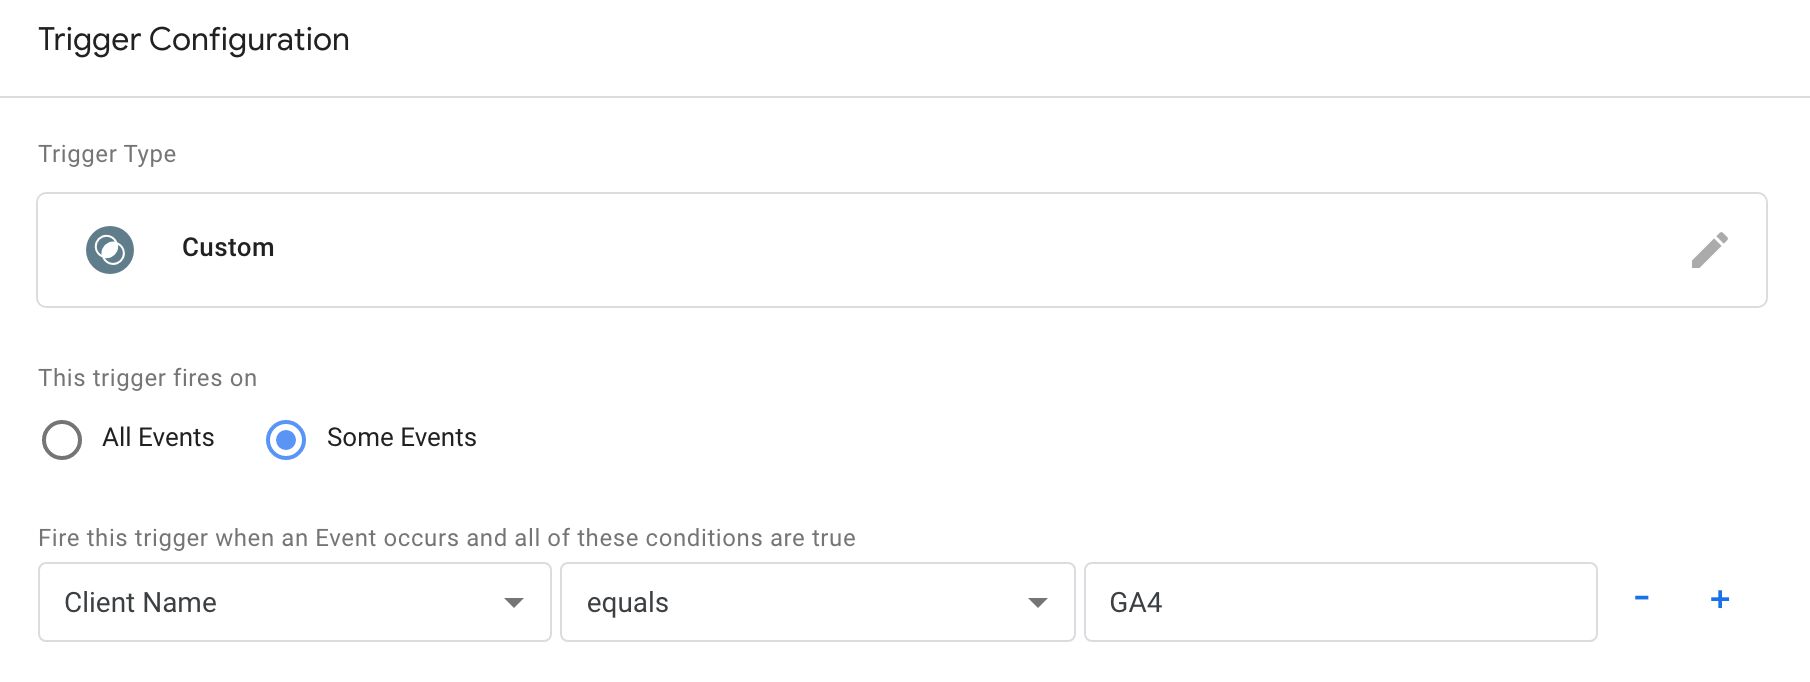 Trigger Configuration
Trigger Type
Custom
This trigger fires on
All Events Some Events
Fire this trigger when an Event occurs and all of these conditions are true
Client Name equals GA4 - +